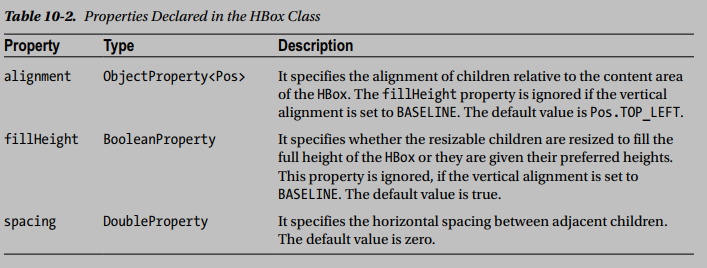 Table 10-2. Properties Declared in the HBox Class
Property Type Description
alignment ObjectProperty<Pos> It specifies the alignment of children relative to the content area
of the HBox. The fillHeight property is ignored if the vertical
alignment is set to BASELINE. The default value is Pos.TOP_LEFT.
fillHeight BooleanProperty It specifies whether the resizable children are resized to fill the
full height of the HBox or they are given their preferred heights.
This property is ignored, if the vertical alignment is set to
BASELINE. The default value is true.
spacing DoubleProperty It specifies the horizontal spacing between adjacent children.
The default value is zero.